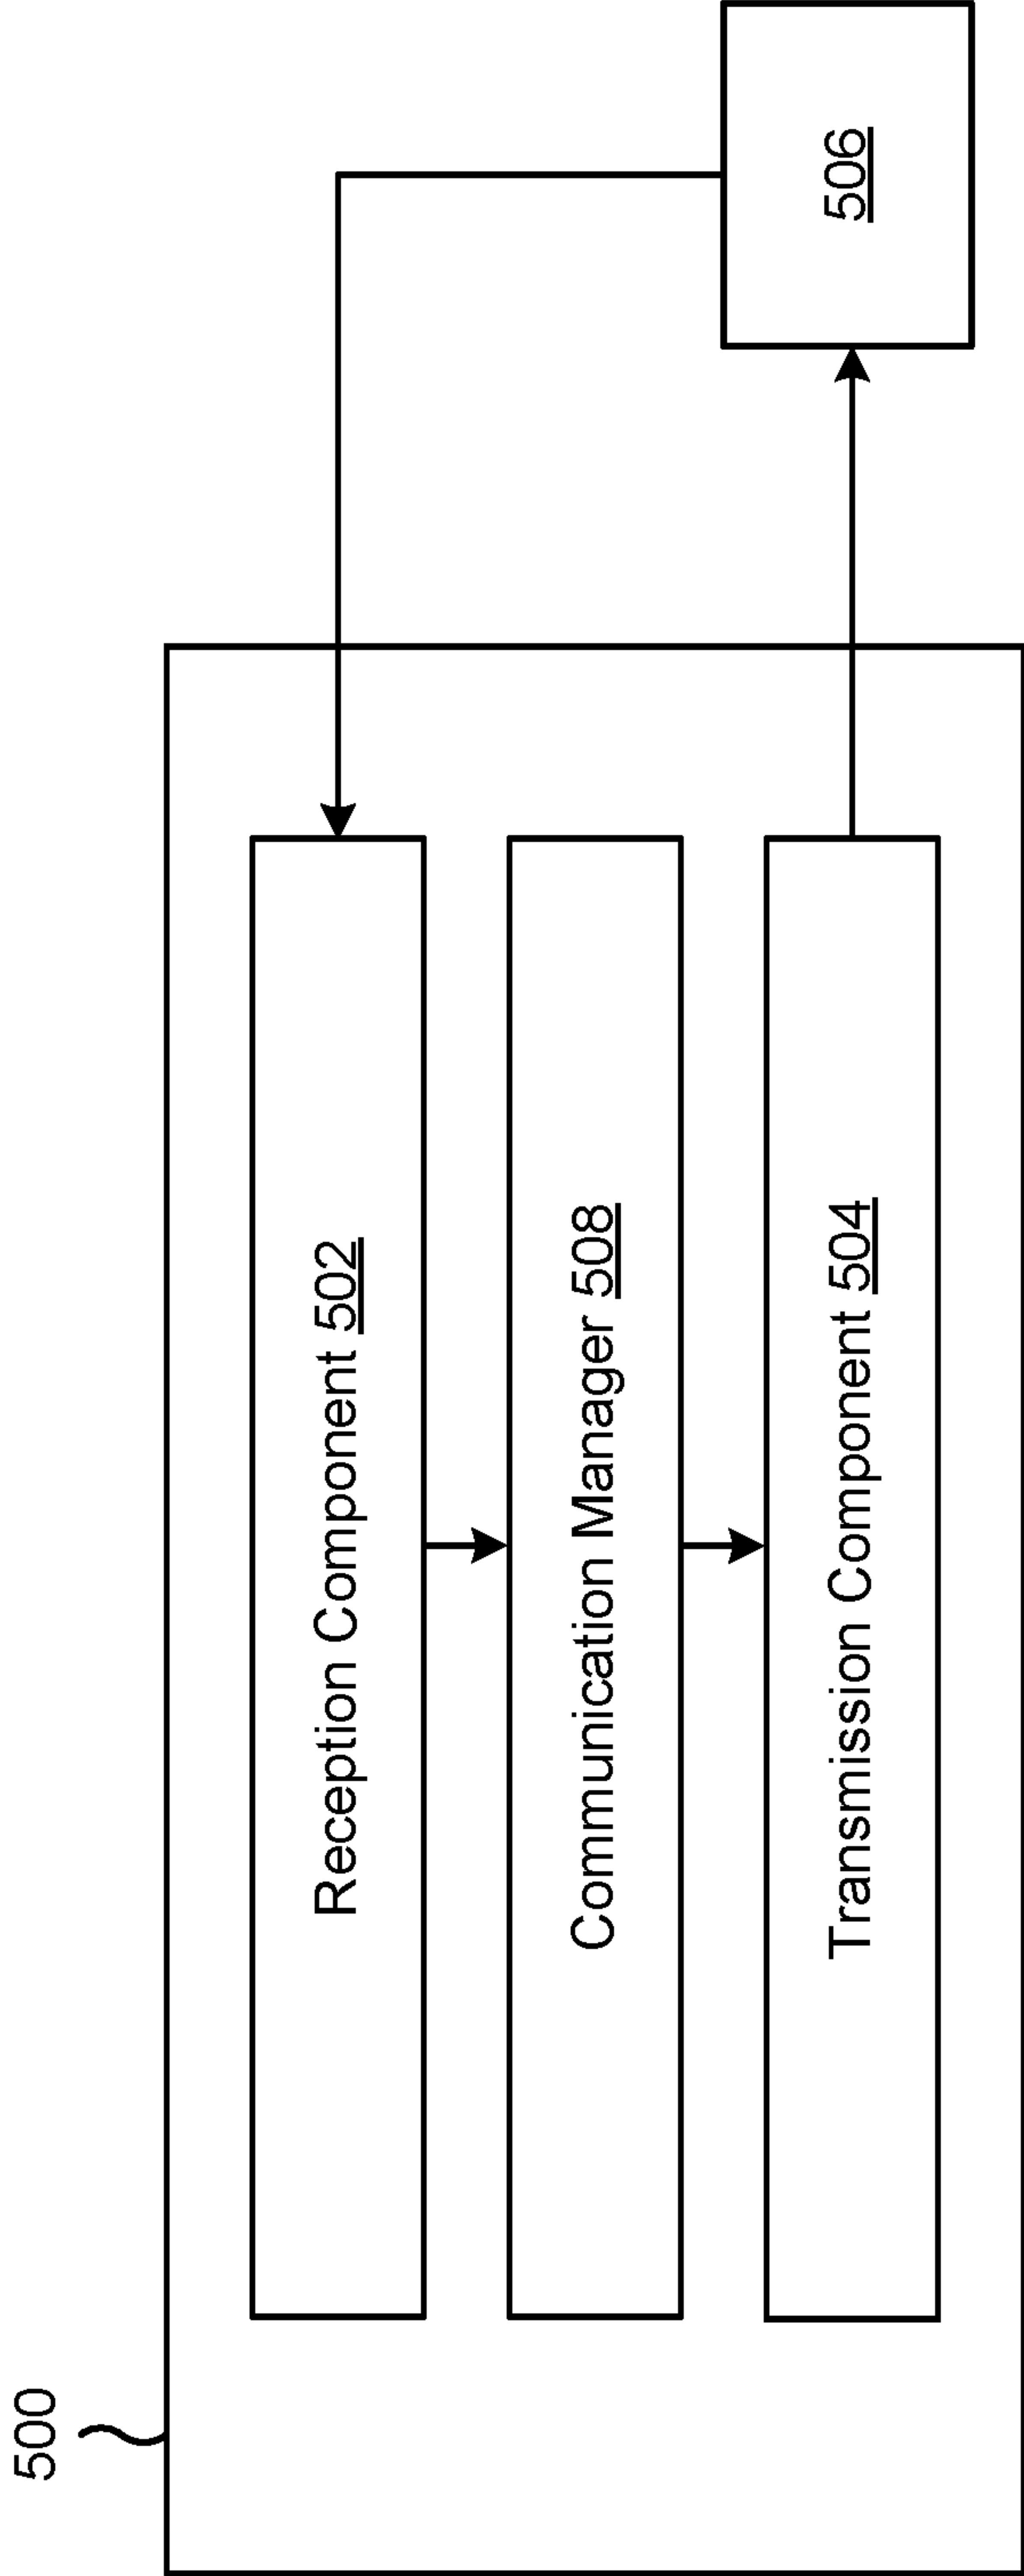 500
Reception Component 502
Communication Manager 508
Transmission Component 504
506